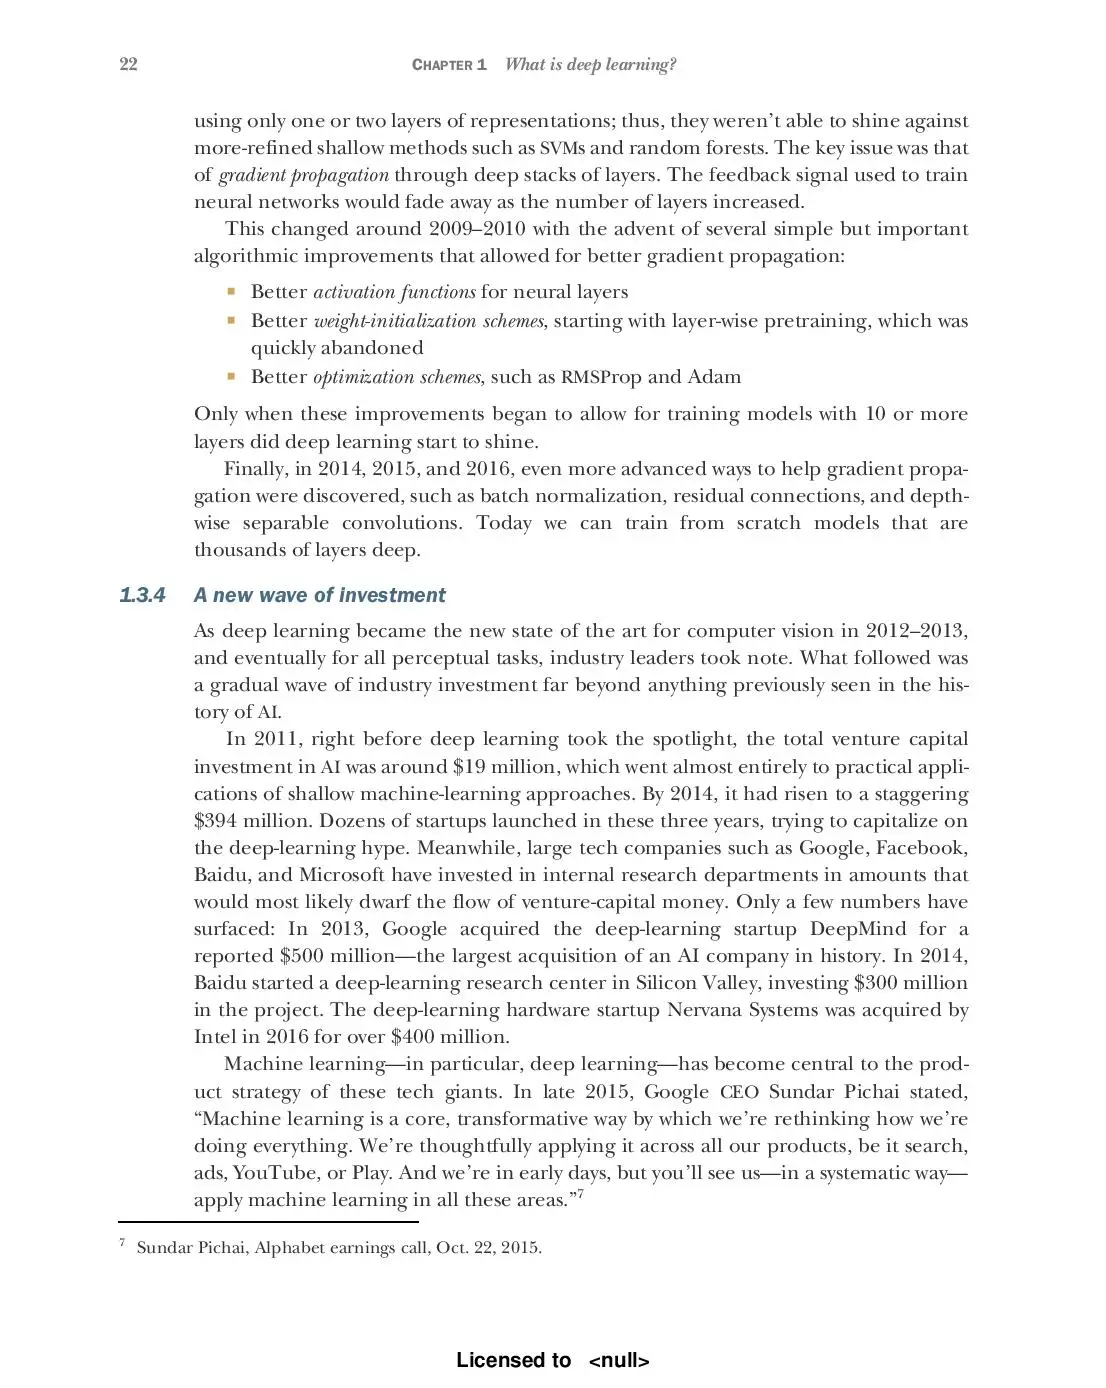 22
CHAPTER 1 What is deep learning?
using only one or two layers of representations; thus, they weren’t able to shine against
more-refined shallow methods such as SVMs and random forests. The key issue was that
of gradient propagation through deep stacks of layers. The feedback signal used to train
neural networks would fade away as the number of layers increased.
This changed around 2009–2010 with the advent of several simple but important
algorithmic improvements that allowed for better gradient propagation:
■ Better activation functions for neural layers
■ Better weight-initialization schemes, starting with layer-wise pretraining, which was
quickly abandoned
■ Better optimization schemes, such as RMSProp and Adam
Only when these improvements began to allow for training models with 10 or more
layers did deep learning start to shine.
Finally, in 2014, 2015, and 2016, even more advanced ways to help gradient propa-
gation were discovered, such as batch normalization, residual connections, and depth-
wise separable convolutions. Today we can train from scratch models that are
thousands of layers deep.
1.3.4 A new wave of investment
As deep learning became the new state of the art for computer vision in 2012–2013,
and eventually for all perceptual tasks, industry leaders took note. What followed was
a gradual wave of industry investment far beyond anything previously seen in the his-
tory of AI.
In 2011, right before deep learning took the spotlight, the total venture capital
investment in AI was around $19 million, which went almost entirely to practical appli-
cations of shallow machine-learning approaches. By 2014, it had risen to a staggering
$394 million. Dozens of startups launched in these three years, trying to capitalize on
the deep-learning hype. Meanwhile, large tech companies such as Google, Facebook,
Baidu, and Microsoft have invested in internal research departments in amounts that
would most likely dwarf the flow of venture-capital money. Only a few numbers have
surfaced: In 2013, Google acquired the deep-learning startup DeepMind for a
reported $500 million—the largest acquisition of an AI company in history. In 2014,
Baidu started a deep-learning research center in Silicon Valley, investing $300 million
in the project. The deep-learning hardware startup Nervana Systems was acquired by
Intel in 2016 for over $400 million.
Machine learning—in particular, deep learning—has become central to the prod-
uct strategy of these tech giants. In late 2015, Google CEO Sundar Pichai stated,
“Machine learning is a core, transformative way by which we’re rethinking how we’re
doing everything. We’re thoughtfully applying it across all our products, be it search,
ads, YouTube, or Play. And we’re in early days, but you’ll see us—in a systematic way—
apply machine learning in all these areas.”7
7 Sundar Pichai, Alphabet earnings call, Oct. 22, 2015.
Licensed to <null>